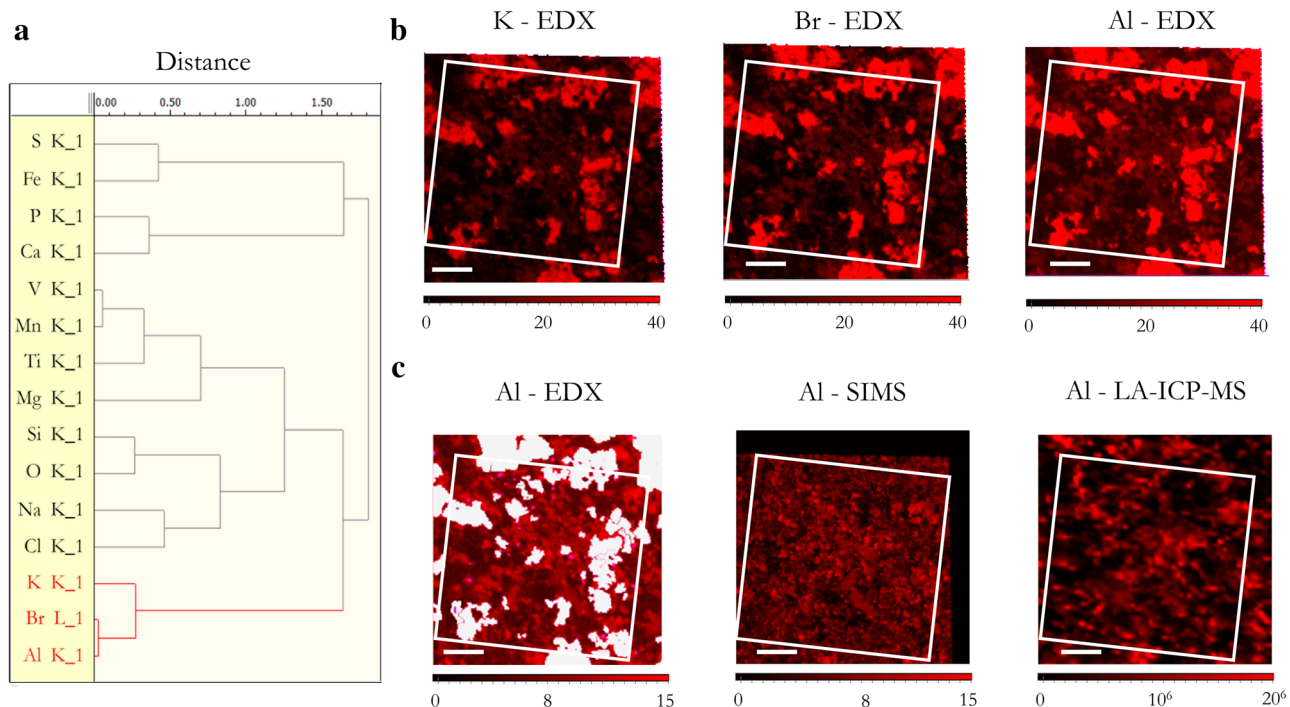 a
Distance
0.00 0.50 1.00 1.50
S K_1
Fe K_1
P K_1
Ca K_1
V K_1
Mn K_1
Ti K_1
Mg K_1
Si K_1
O K_1
Na K_1
Cl K_1
K K_1
Br L_1
Al K_1
b
K - EDX Br - EDX Al - EDX
0 20 40 0 20 40 0 20 40
c
Al - EDX Al - SIMS Al - LA-ICP-MS
0 8 15 0 8 15 0 10⁶ 20⁶